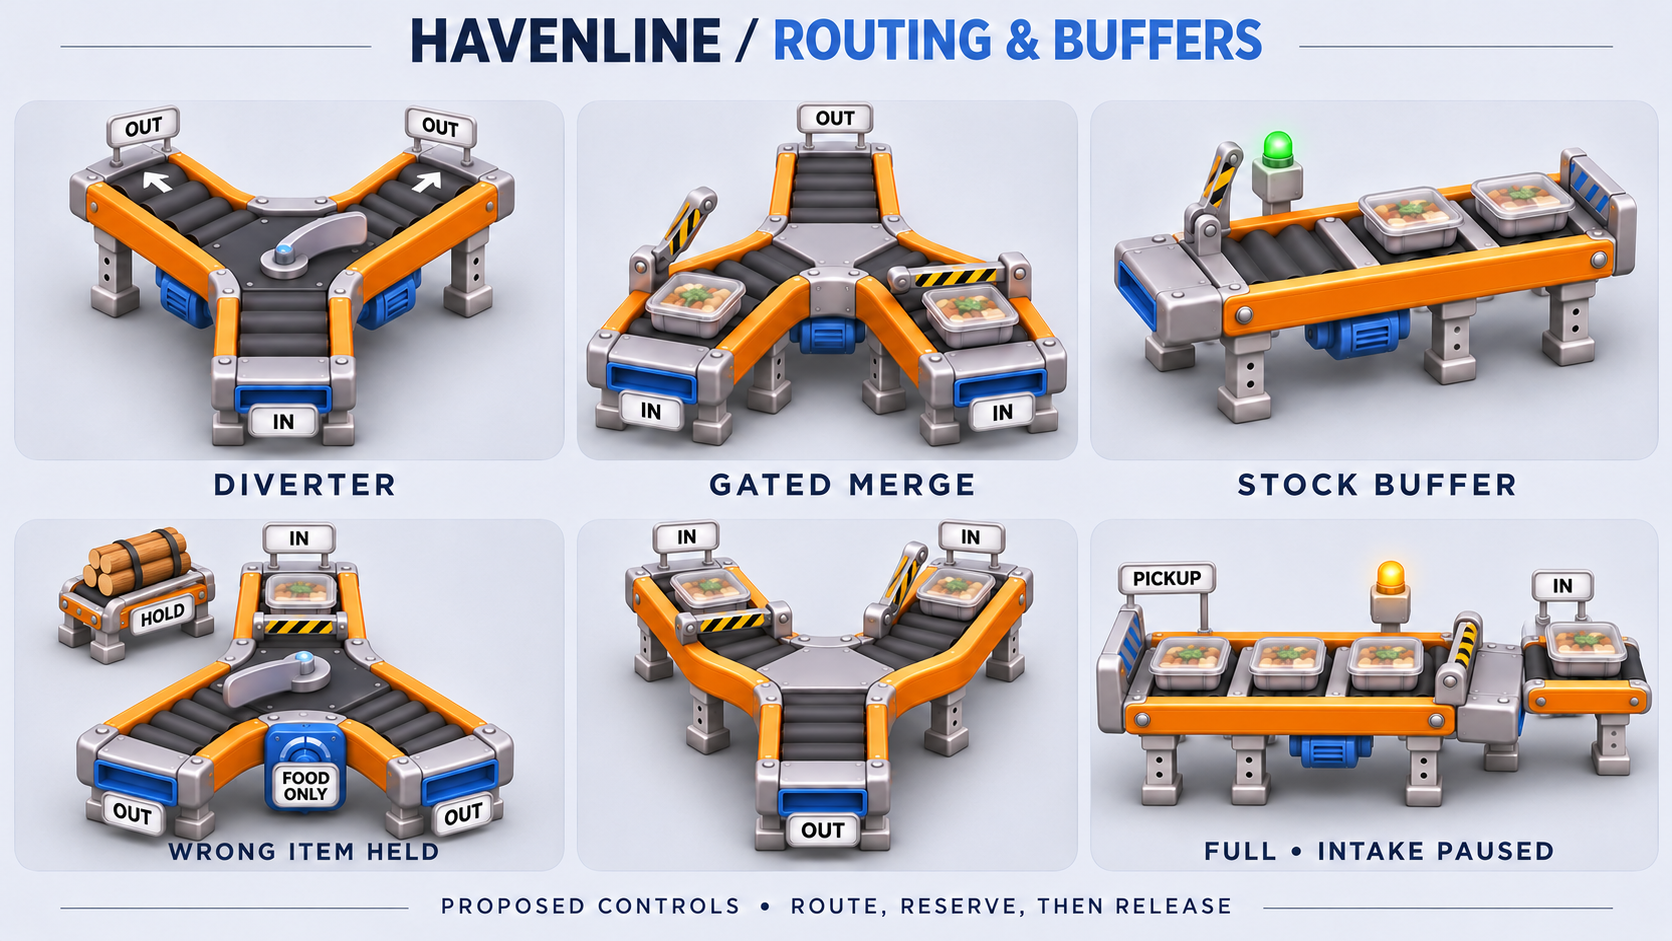 HAVENLINE / ROUTING & BUFFERS
OUT
OUT
IN
DIVERTER
OUT
IN
IN
GATED MERGE
STOCK BUFFER
HOLD
IN
FOOD
ONLY
OUT
OUT
WRONG ITEM HELD
IN
IN
OUT
PICKUP
IN
FULL • INTAKE PAUSED
PROPOSED CONTROLS • ROUTE, RESERVE, THEN RELEASE